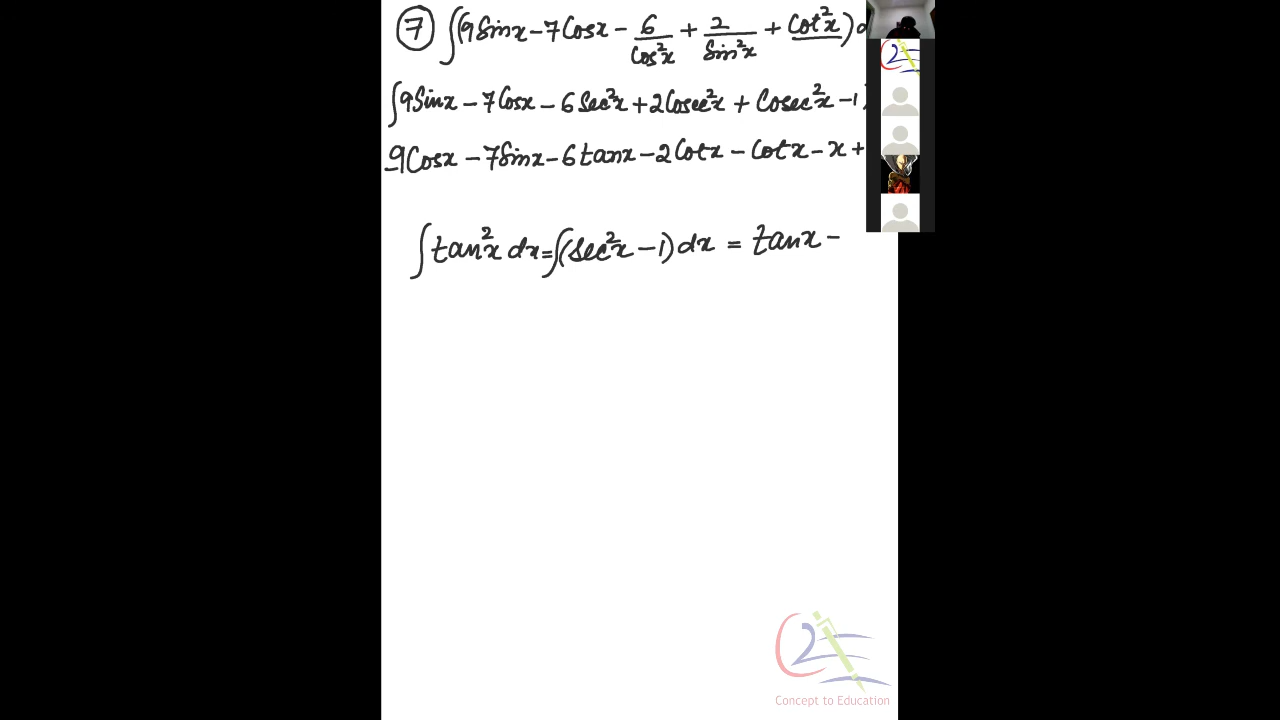 ⑦ ∫(9Sinx - 7Cosx - 6/Cos²x + 2/Sin²x + Cot²x) d
∫9Sinx - 7Cosx - 6Sec²x + 2Cosec²x + Cosec²x - 1)
-9Cosx - 7Sinx - 6tanx - 2Cotx - Cotx - x +
∫tan²x dx = ∫(Sec²x - 1)dx = tanx -
C2
Concept to Education